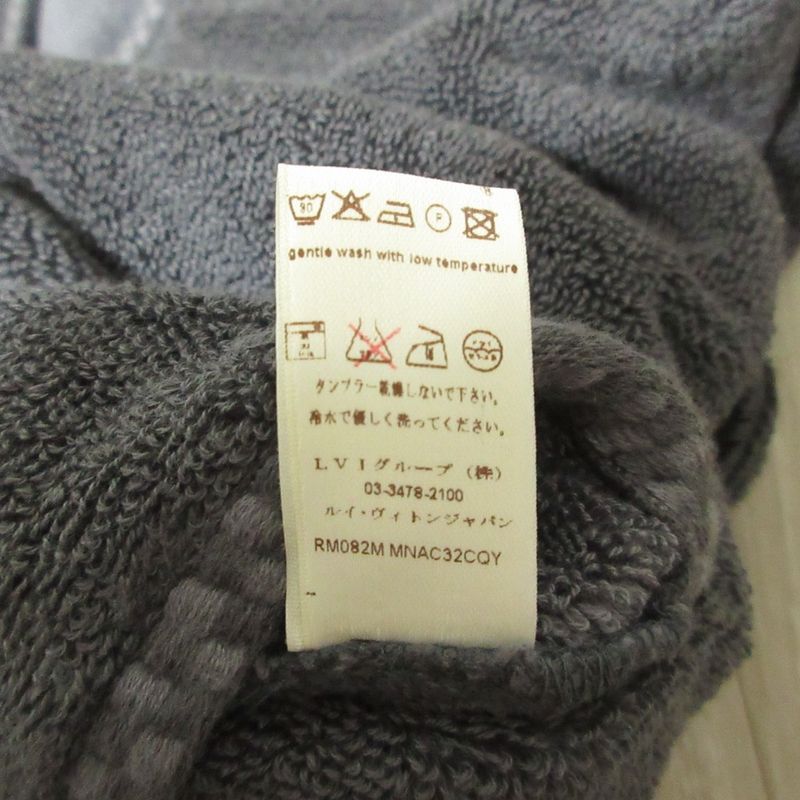 gentle wash with low temperature
P
タンブラー乾燥しないで下さい。
冷水で優しく洗ってください。
LVIグループ (株)
03-3478-2100
ルイ・ヴィトンジャパン
RM082M MNAC32CQY